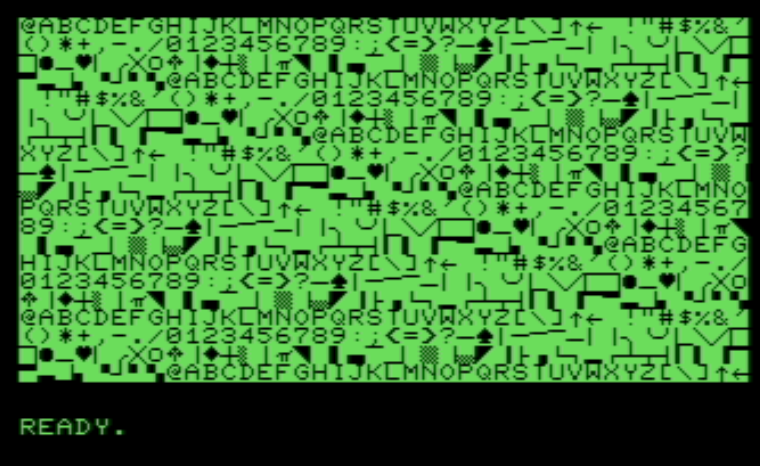 @ABCDEFGHIJKLMNOPQRSTUVWXYZ[\]↑← !"#$%&'
()*+,-./0123456789:;<=>?
@ABCDEFGHIJKLMNOPQRSTUVWXYZ[\]↑←
!"#$%&'()*+,-./0123456789:;<=>?
@ABCDEFGHIJKLMNOPQRSTUVW
XYZ[\]↑← !"#$%&'()*+,-./0123456789:;<=>?
@ABCDEFGHIJKLMNO
PQRSTUVWXYZ[\]↑← !"#$%&'()*+,-./01234567
89:;<=>?
@ABCDEFG
HIJKLMNOPQRSTUVWXYZ[\]↑← !"#$%&'()*+,-./
0123456789:;<=>?
@ABCDEFGHIJKLMNOPQRSTUVWXYZ[\]↑← !"#$%&'
()*+,-./0123456789:;<=>?
@ABCDEFGHIJKLMNOPQRSTUVWXYZ[\]↑←
READY.